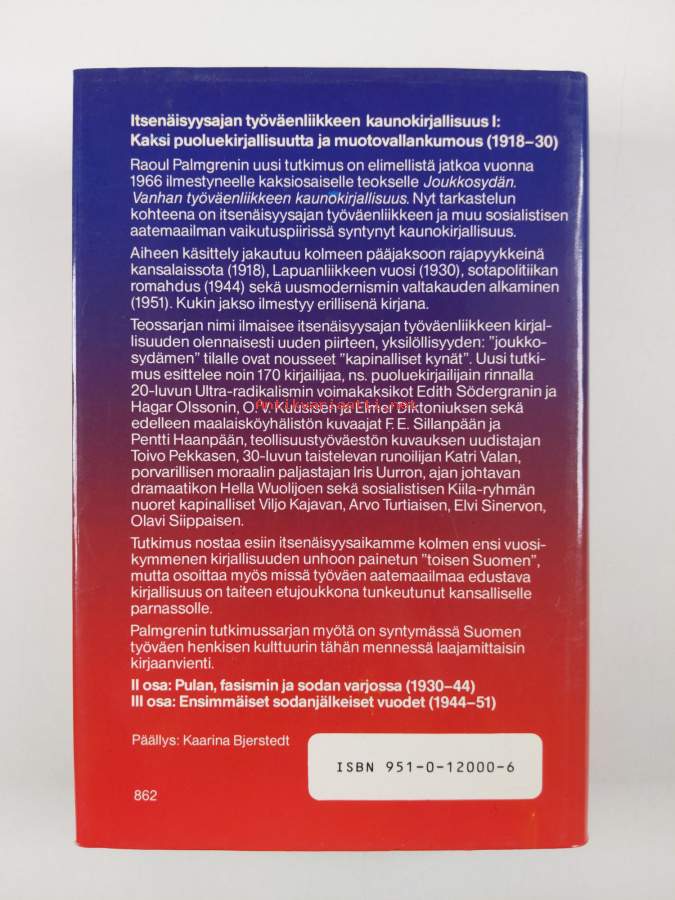 Itsenäisyysajan työväenliikkeen kaunokirjallisuus I:
Kaksi puoluekirjallisuutta ja muotovallankumous (1918–30)
Raoul Palmgrenin uusi tutkimus on elimellistä jatkoa vuonna
1966 ilmestyneelle kaksiosaiselle teokselle Joukkosydän.
Vanhan työväenliikkeen kaunokirjallisuus. Nyt tarkastelun
kohteena on itsenäisyysajan työväenliikkeen ja muu sosialistisen
aatemaailman vaikutuspiirissä syntynyt kaunokirjallisuus.
Aiheen käsittely jakautuu kolmeen pääjaksoon rajapyykkeinä
kansalaissota (1918), Lapuanliikkeen vuosi (1930), sotapolitiikan
romahdus (1944) sekä uusmodernismin valtakauden alkaminen
(1951). Kukin jakso ilmestyy erillisenä kirjana.
Teossarjan nimi ilmaisee itsenäisyysajan työväenliikkeen kirjal-
lisuuden olennaisesti uuden piirteen, yksilöllisyyden: "joukko-
sydämen" tilalle ovat nousseet "kapinalliset kynät". Uusi tutki-
mus esittelee noin 170 kirjailijaa, ns. puoluekirjailijain rinnalla
20-luvun Ultra-radikalismin voimakaksikot Edith Södergranin ja
Hagar Olssonin, O. V. Kuusisen ja Elmer Diktoniuksen sekä
edelleen maalaisköyhälistön kuvaajat F. E. Sillanpään ja
Pentti Haanpään, teollisuustyöväestön kuvauksen uudistajan
Toivo Pekkasen, 30-luvun taistelevan runoilijan Katri Valan,
porvarillisen moraalin paljastajan Iris Uurron, ajan johtavan
dramaatikon Hella Wuolijoen sekä sosialistisen Kiila-ryhmän
nuoret kapinalliset Viljo Kajavan, Arvo Turtiaisen, Elvi Sinervon,
Olavi Siippaisen.
Tutkimus nostaa esiin itsenäisyysaikamme kolmen ensi vuosi-
kymmenen kirjallisuuden unhoon painetun "toisen Suomen",
mutta osoittaa myös missä työväen aatemaailmaa edustava
kirjallisuus on taiteen etujoukkona tunkeutunut kansalliselle
parnassolle.
Palmgrenin tutkimussarjan myötä on syntymässä Suomen
työväen henkisen kulttuurin tähän mennessä laajamittaisin
kirjaanvienti.
II osa: Pulan, fasismin ja sodan varjossa (1930–44)
III osa: Ensimmäiset sodanjälkeiset vuodet (1944–51)
Päällys: Kaarina Bjerstedt
ISBN 951-0-12000-6
862